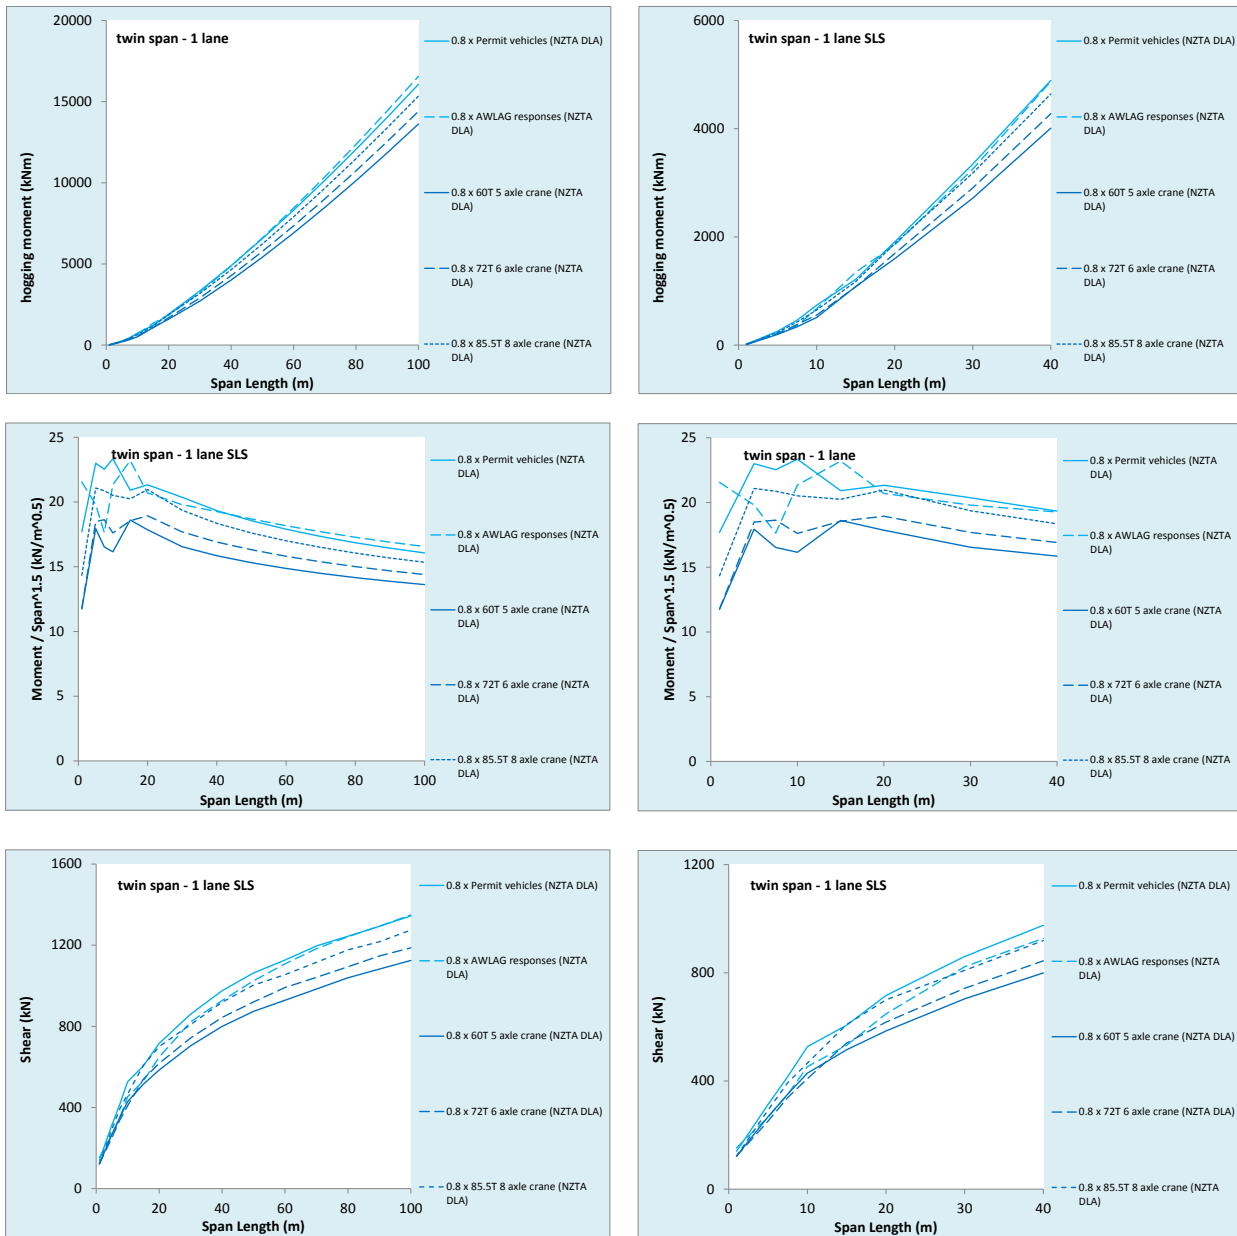 twin span - 1 lane
hogging moment (kNm)
20000
15000
10000
5000
0
0 20 40 60 80 100
Span Length (m)
0.8 x Permit vehicles (NZTA DLA)
0.8 x AWLAG responses (NZTA
DLA)
0.8 x 60T 5 axle crane (NZTA
DLA)
0.8 x 72T 6 axle crane (NZTA
DLA)
0.8 x 85.5T 8 axle crane (NZTA
DLA)
twin span - 1 lane SLS
hogging moment (kNm)
6000
4000
2000
0
0 10 20 30 40
Span Length (m)
0.8 x Permit vehicles (NZTA DLA)
0.8 x AWLAG responses (NZTA
DLA)
0.8 x 60T 5 axle crane (NZTA
DLA)
0.8 x 72T 6 axle crane (NZTA
DLA)
0.8 x 85.5T 8 axle crane (NZTA
DLA)
twin span - 1 lane SLS
Moment / Span^1.5 (kN/m^0.5)
25
20
15
10
5
0
0 20 40 60 80 100
Span Length (m)
0.8 x Permit vehicles (NZTA
DLA)
0.8 x AWLAG responses (NZTA
DLA)
0.8 x 60T 5 axle crane (NZTA
DLA)
0.8 x 72T 6 axle crane (NZTA
DLA)
0.8 x 85.5T 8 axle crane (NZTA
DLA)
twin span - 1 lane
Moment / Span^1.5 (kN/m^0.5)
25
20
15
10
5
0
0 10 20 30 40
Span Length (m)
0.8 x Permit vehicles (NZTA
DLA)
0.8 x AWLAG responses (NZTA
DLA)
0.8 x 60T 5 axle crane (NZTA
DLA)
0.8 x 72T 6 axle crane (NZTA
DLA)
0.8 x 85.5T 8 axle crane (NZTA
DLA)
twin span - 1 lane SLS
Shear (kN)
1600
1200
800
400
0
0 20 40 60 80 100
Span Length (m)
0.8 x Permit vehicles (NZTA DLA)
0.8 x AWLAG responses (NZTA
DLA)
0.8 x 60T 5 axle crane (NZTA DLA)
0.8 x 72T 6 axle crane (NZTA DLA)
0.8 x 85.5T 8 axle crane (NZTA
DLA)
twin span - 1 lane SLS
Shear (kN)
1200
800
400
0
0 10 20 30 40
Span Length (m)
0.8 x Permit vehicles (NZTA DLA)
0.8 x AWLAG responses (NZTA
DLA)
0.8 x 60T 5 axle crane (NZTA DLA)
0.8 x 72T 6 axle crane (NZTA DLA)
0.8 x 85.5T 8 axle crane (NZTA
DLA)